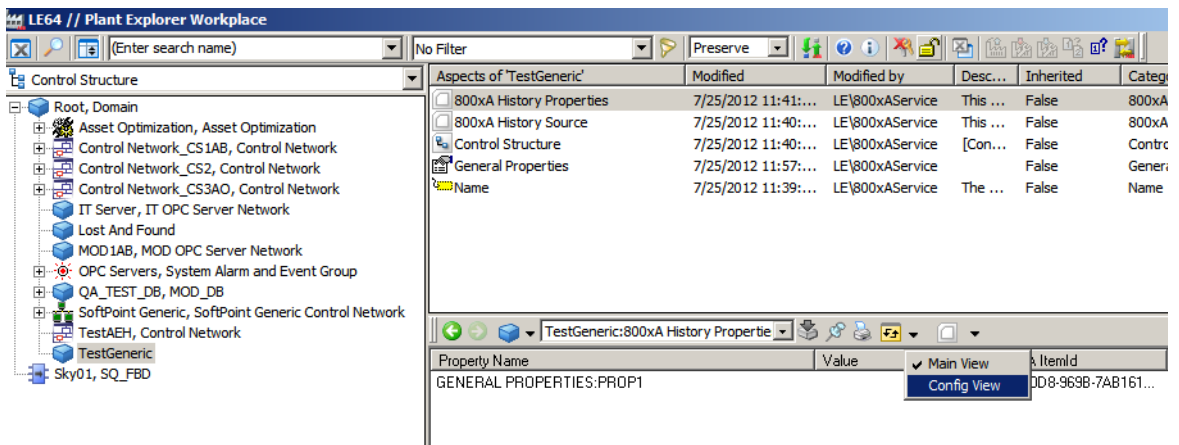 LE64 // Plant Explorer Workplace
(Enter search name) No Filter Preserve
Control Structure
Root, Domain
Asset Optimization, Asset Optimization
Control Network_CS1AB, Control Network
Control Network_CS2, Control Network
Control Network_CS3AO, Control Network
IT Server, IT OPC Server Network
Lost And Found
MOD1AB, MOD OPC Server Network
OPC Servers, System Alarm and Event Group
QA_TEST_DB, MOD_DB
SoftPoint Generic, SoftPoint Generic Control Network
TestAEH, Control Network
TestGeneric
Sky01, SQ_FBD
Aspects of 'TestGeneric' Modified Modified by Desc... Inherited Categ
800xA History Properties 7/25/2012 11:41:... LE\800xAService This ... False 800xA
800xA History Source 7/25/2012 11:40:... LE\800xAService This ... False 800xA
Control Structure 7/25/2012 11:40:... LE\800xAService [Con... False Contro
General Properties 7/25/2012 11:57:... LE\800xAService False Genera
Name 7/25/2012 11:39:... LE\800xAService The ... False Name
TestGeneric:800xA History Propertie
Property Name Value ItemId
GENERAL PROPERTIES:PROP1 0D8-969B-7AB161...
Main View
Config View